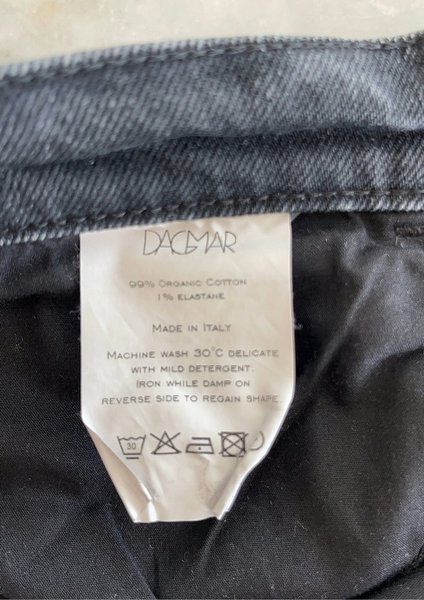 DAGMAR
99% ORGANIC COTTON
1% ELASTANE
MADE IN ITALY
MACHINE WASH 30°C DELICATE
WITH MILD DETERGENT.
IRON WHILE DAMP ON
REVERSE SIDE TO REGAIN SHAPE
30